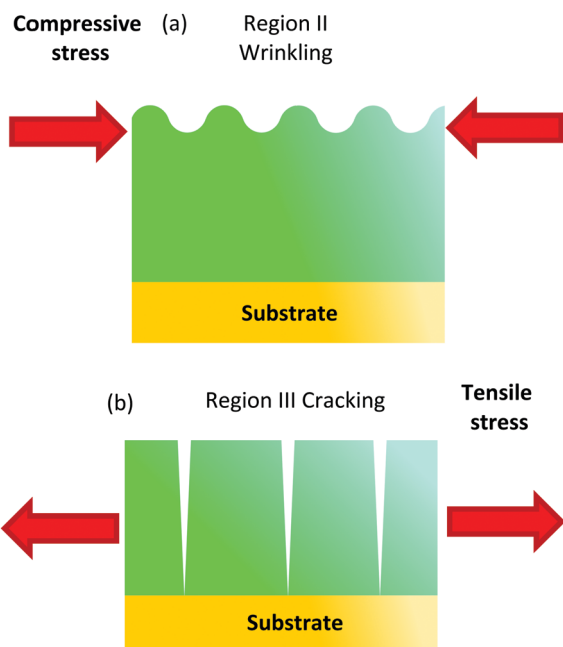 Compressive
stress
(a)
Region II
Wrinkling
Substrate
(b)
Region III Cracking
Tensile
stress
Substrate